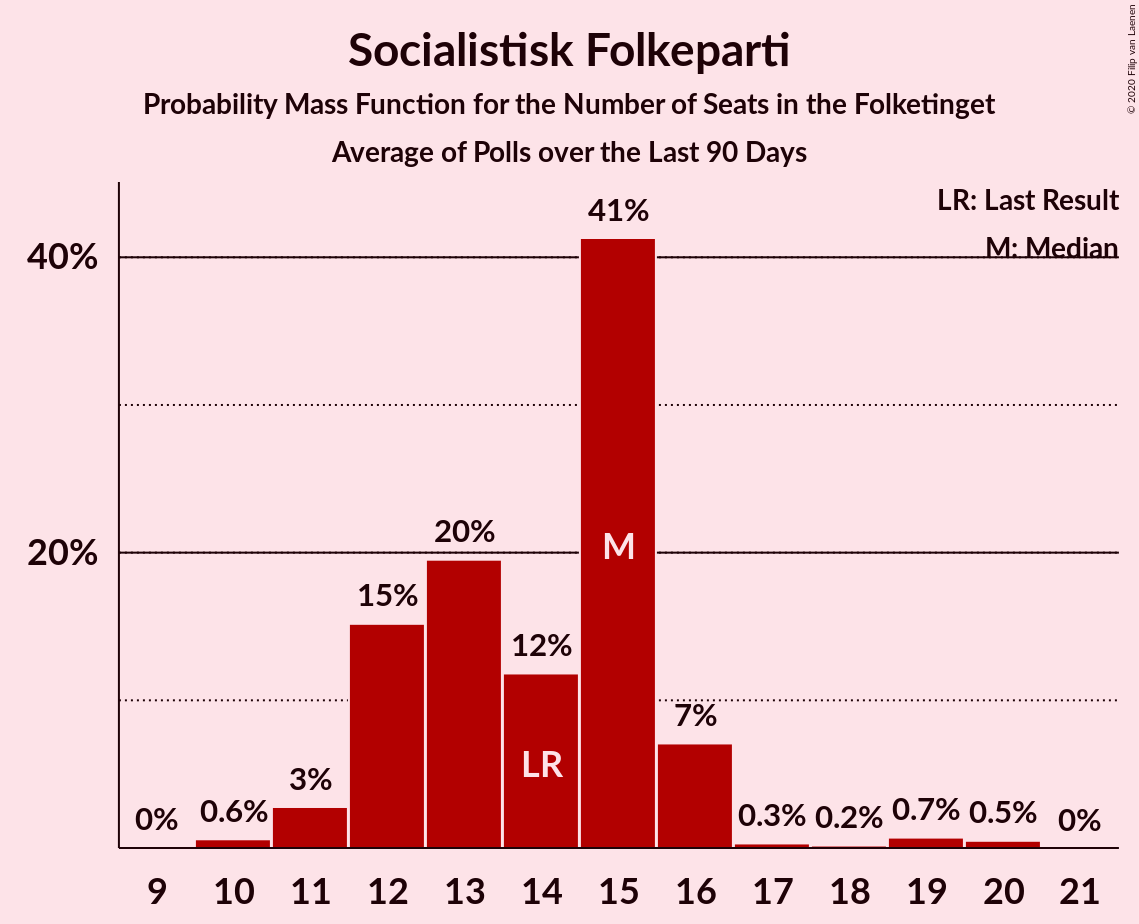 Socialistisk Folkeparti
Probability Mass Function for the Number of Seats in the Folketinget
Average of Polls over the Last 90 Days
© 2020 Filip van Laenen
LR: Last Result
M: Median
40%
20%
0%
0.6%
3%
15%
20%
12%
41%
7%
0.3%
0.2%
0.7%
0.5%
0%
LR
M
9 10 11 12 13 14 15 16 17 18 19 20 21